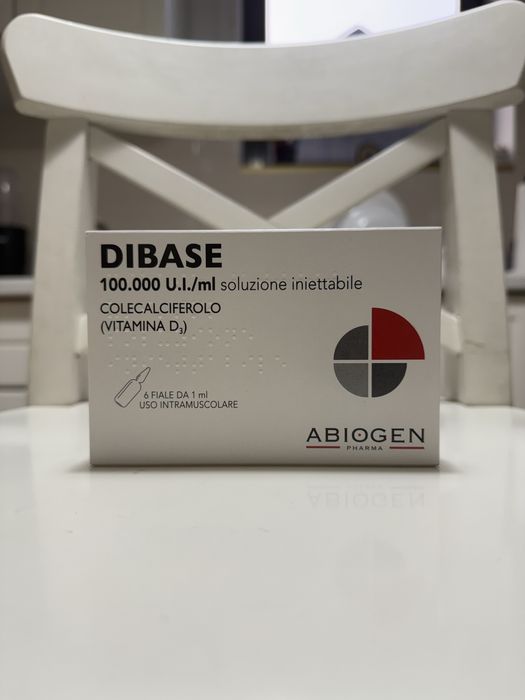 DIBASE
100.000 U.I./ml soluzione iniettabile
COLECALCIFEROLO
(VITAMINA D₃)
6 FIALE DA 1 ml
USO INTRAMUSCOLARE
ABIOGEN
PHARMA